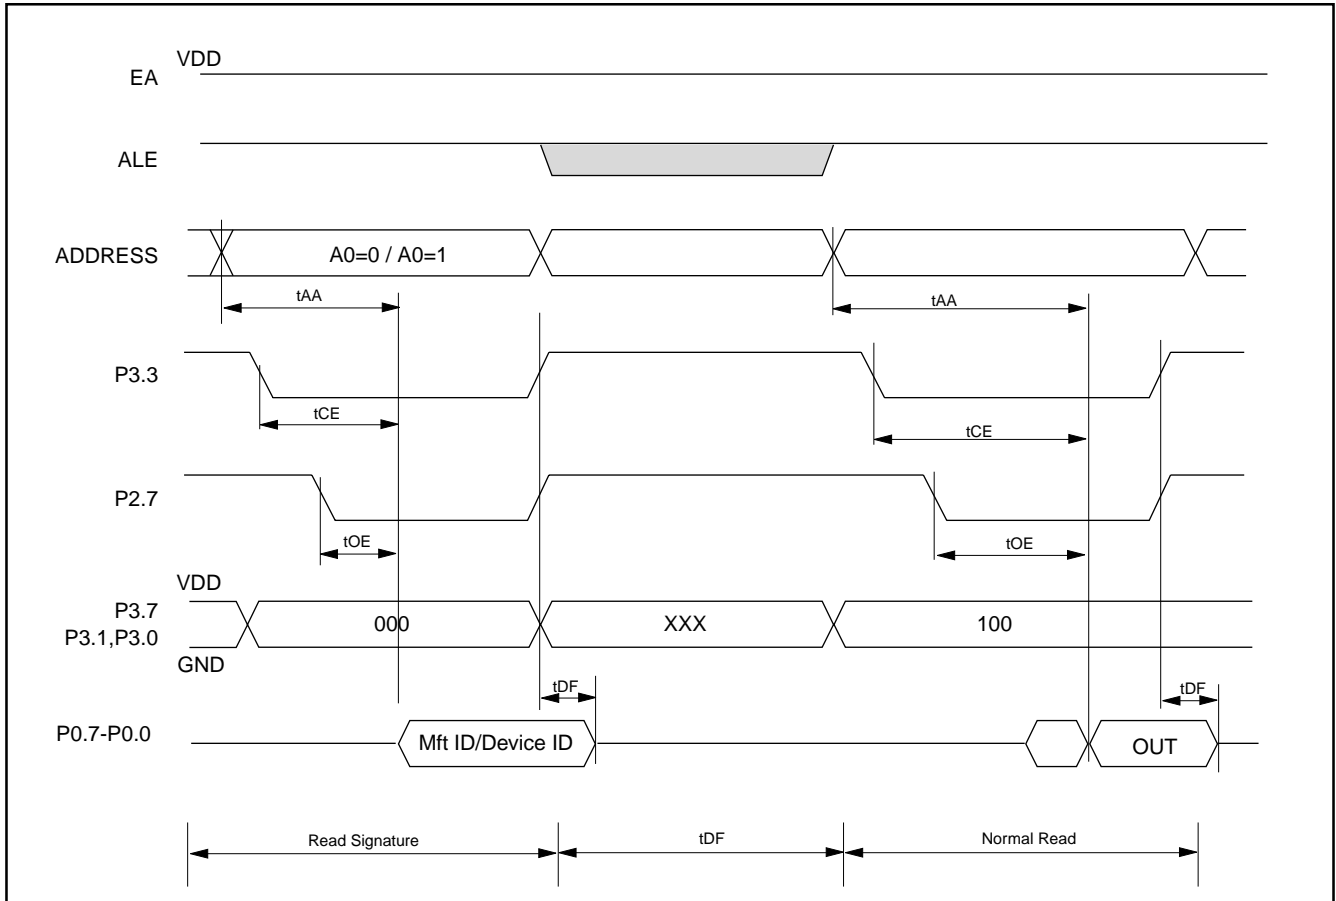 VDD
EA
ALE
ADDRESS
A0=0 / A0=1
tAA
tAA
P3.3
tCE
tCE
P2.7
tOE
tOE
VDD
P3.7
P3.1,P3.0
000
XXX
100
GND
tDF
tDF
P0.7-P0.0
Mft ID/Device ID
OUT
Read Signature
tDF
Normal Read